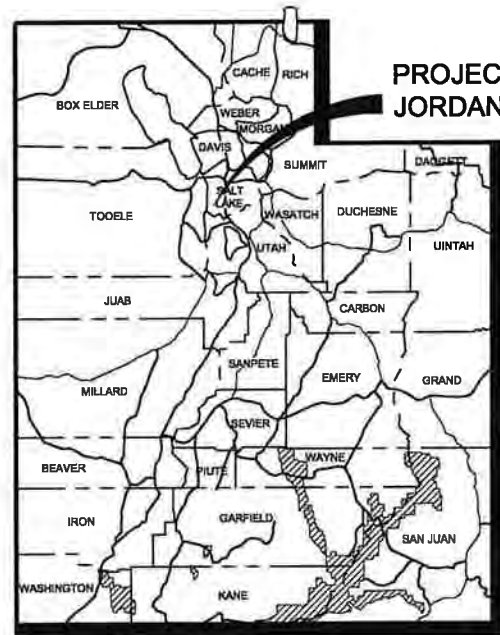 CACHE
RICH
BOX ELDER
PROJEC
JORDAN
WEBER
MORGAN
DAVIS
SUMMIT
DAGGETT
SALT
LAKE
TOOELE
WASATCH
DUCHESNE
UTAH
UINTAH
JUAB
CARBON
SANPETE
EMERY
GRAND
MILLARD
SEVIER
BEAVER
PIUTE
WAYNE
IRON
GARFIELD
SAN JUAN
WASHINGTON
KANE